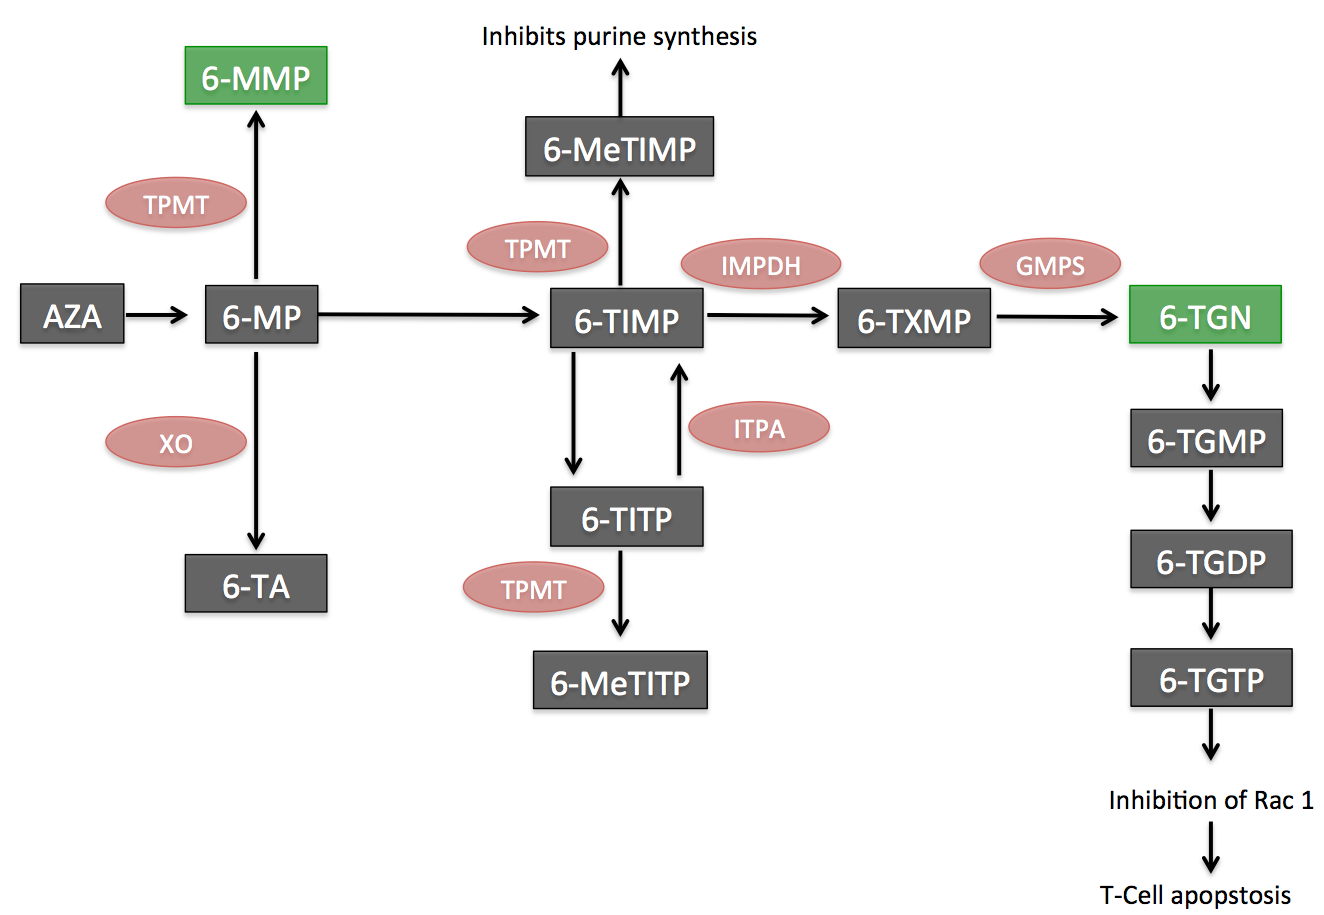 Inhibits purine synthesis
6-MMP
6-MeTIMP
TPMT
TPMT
IMPDH
GMPS
AZA
6-MP
6-TIMP
6-TXMP
6-TGN
XO
ITPA
6-TGMP
6-TITP
6-TGDP
6-TA
TPMT
6-MeTITP
6-TGTP
Inhibition of Rac 1
T-Cell apopstosis